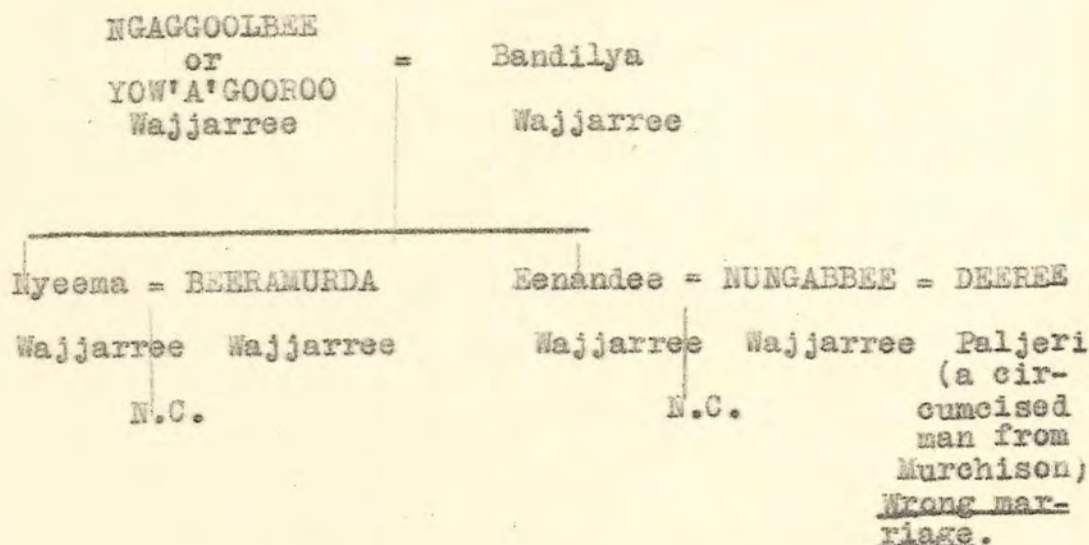 NGAGGOOLBEE
or = Bandilya
YOW'A'GOOROO
Wajjarree Wajjarree
Nyeema = BEERAMURDA Eenandee = NUNGABBEE = DEEREE
Wajjarree Wajjarree Wajjarree Wajjarree Paljeri
(a cir-
N.C. N.C. cumcised
man from
Murchison;
Wrong mar-
riage.